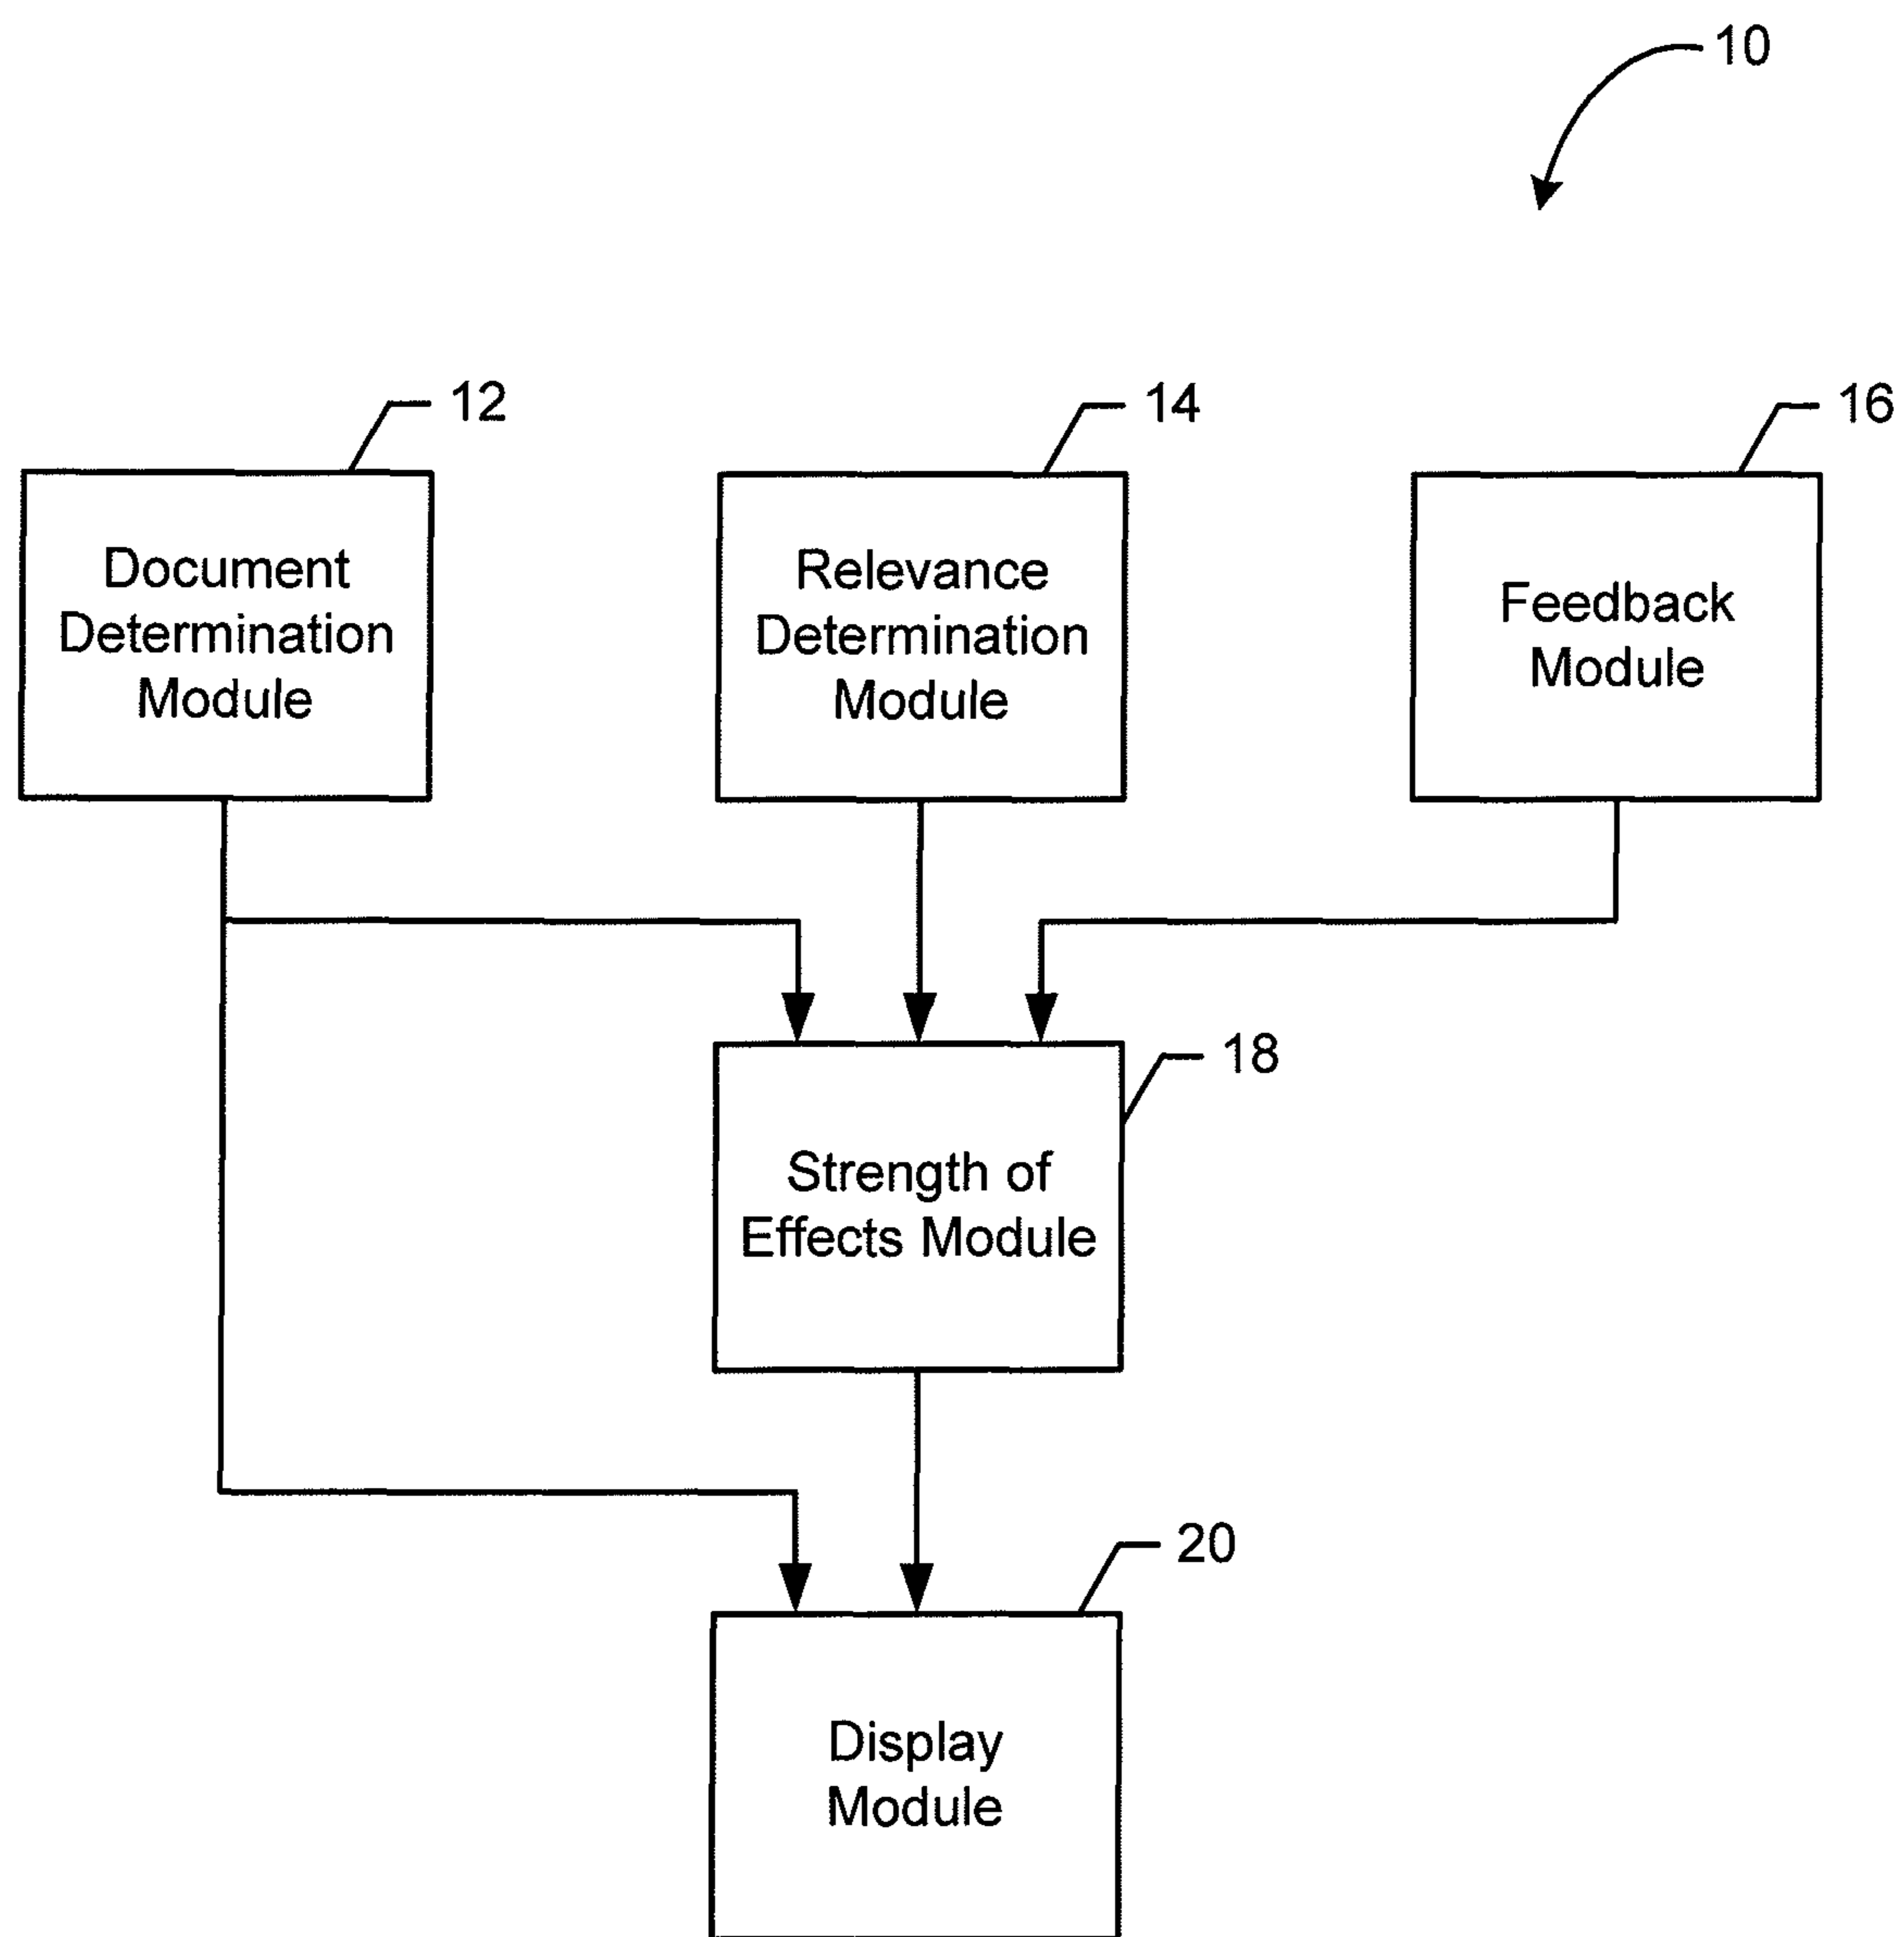 10
12
14
16
Document
Determination
Module
Relevance
Determination
Module
Feedback
Module
18
Strength of
Effects Module
20
Display
Module